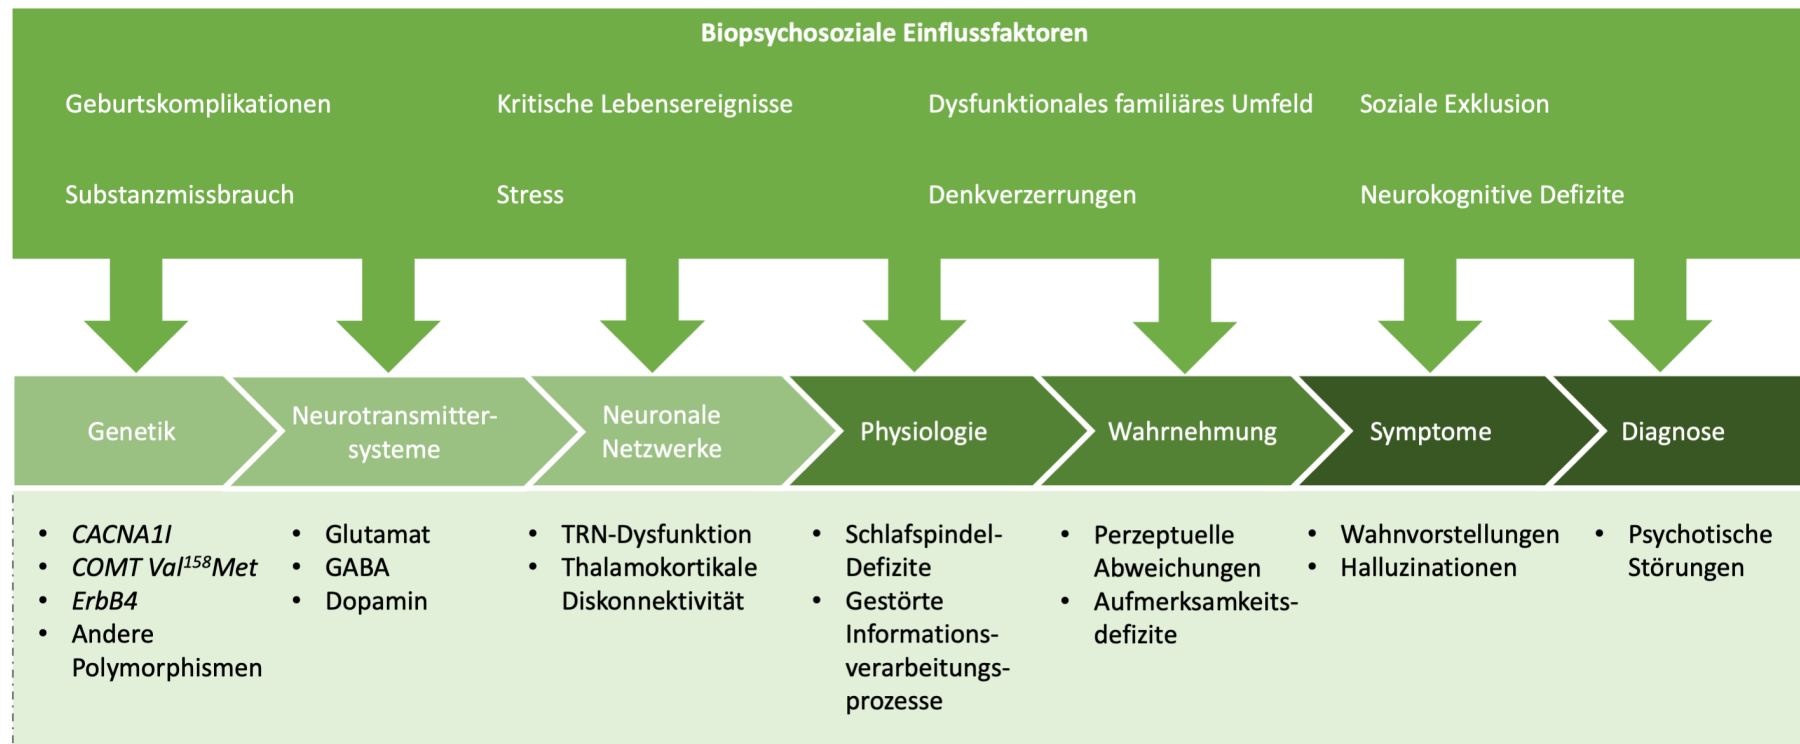 Biopsychosoziale Einflussfaktoren
Geburtskomplikationen
Kritische Lebensereignisse
Dysfunktionales familiäres Umfeld
Soziale Exklusion
Substanzmissbrauch
Stress
Denkverzerrungen
Neurokognitive Defizite
Genetik
Neurotransmitter-
systeme
Neuronale
Netzwerke
Physiologie
Wahrnehmung
Symptome
Diagnose
• CACNA1I
• COMT Val¹⁵⁸Met
• ErbB4
• Andere
Polymorphismen
• Glutamat
• GABA
• Dopamin
• TRN-Dysfunktion
• Thalamokortikale
Diskonnektivität
• Schlafspindel-
Defizite
• Gestörte
Informations-
verarbeitungs-
prozesse
• Perzeptuelle
Abweichungen
• Aufmerksamkeits-
defizite
• Wahnvorstellungen
• Halluzinationen
• Psychotische
Störungen